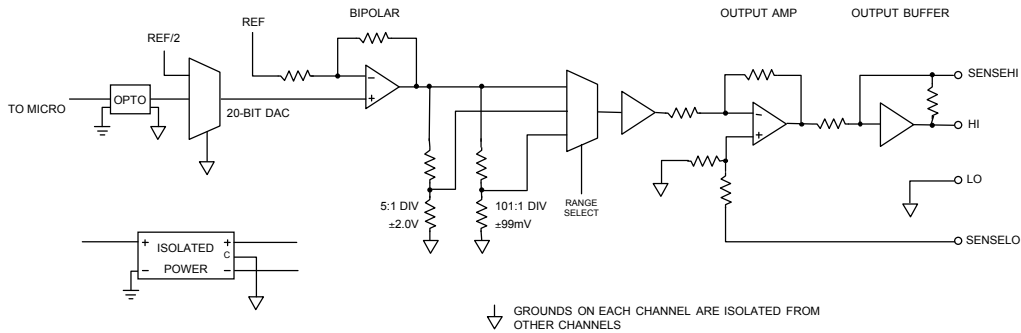 BIPOLAR
OUTPUT AMP
OUTPUT BUFFER
REF
REF/2
SENSEHI
OPTO
TO MICRO
20-BIT DAC
−
+
−
+
HI
LO
RANGE
SELECT
5:1 DIV
±2.0V
101:1 DIV
±99mV
SENSELO
+ ISOLATED +
C
− POWER −
GROUNDS ON EACH CHANNEL ARE ISOLATED FROM
OTHER CHANNELS